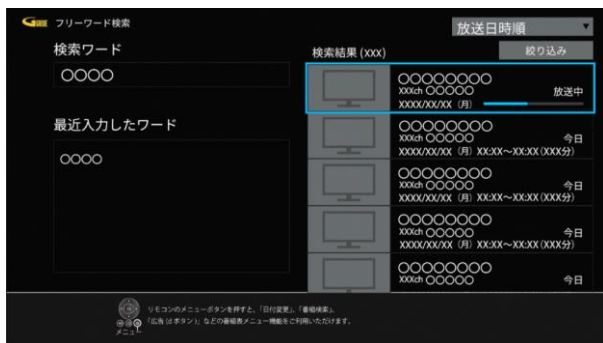 G GUIDE フリーワード検索
放送日時順
検索ワード
検索結果 (xxx)
絞り込み
○○○○
○○○○○○○○
XXXch ○○○○○
放送中
XXXX/XX/XX (月)
最近入力したワード
○○○○
○○○○○○○○
XXXch ○○○○○
今日
XXXX/XX/XX (月) XX:XX～XX:XX (XXX分)
○○○○○○○○
XXXch ○○○○○
今日
XXXX/XX/XX (月) XX:XX～XX:XX (XXX分)
○○○○○○○○
XXXch ○○○○○
今日
XXXX/XX/XX (月) XX:XX～XX:XX (XXX分)
○○○○○○○○
XXXch ○○○○○
今日
リモコンのメニューボタンを押すと、「日付変更」、「番組検索」、
「広告 (dボタン)」などの番組表メニュー機能をご利用いただけます。
メニュー